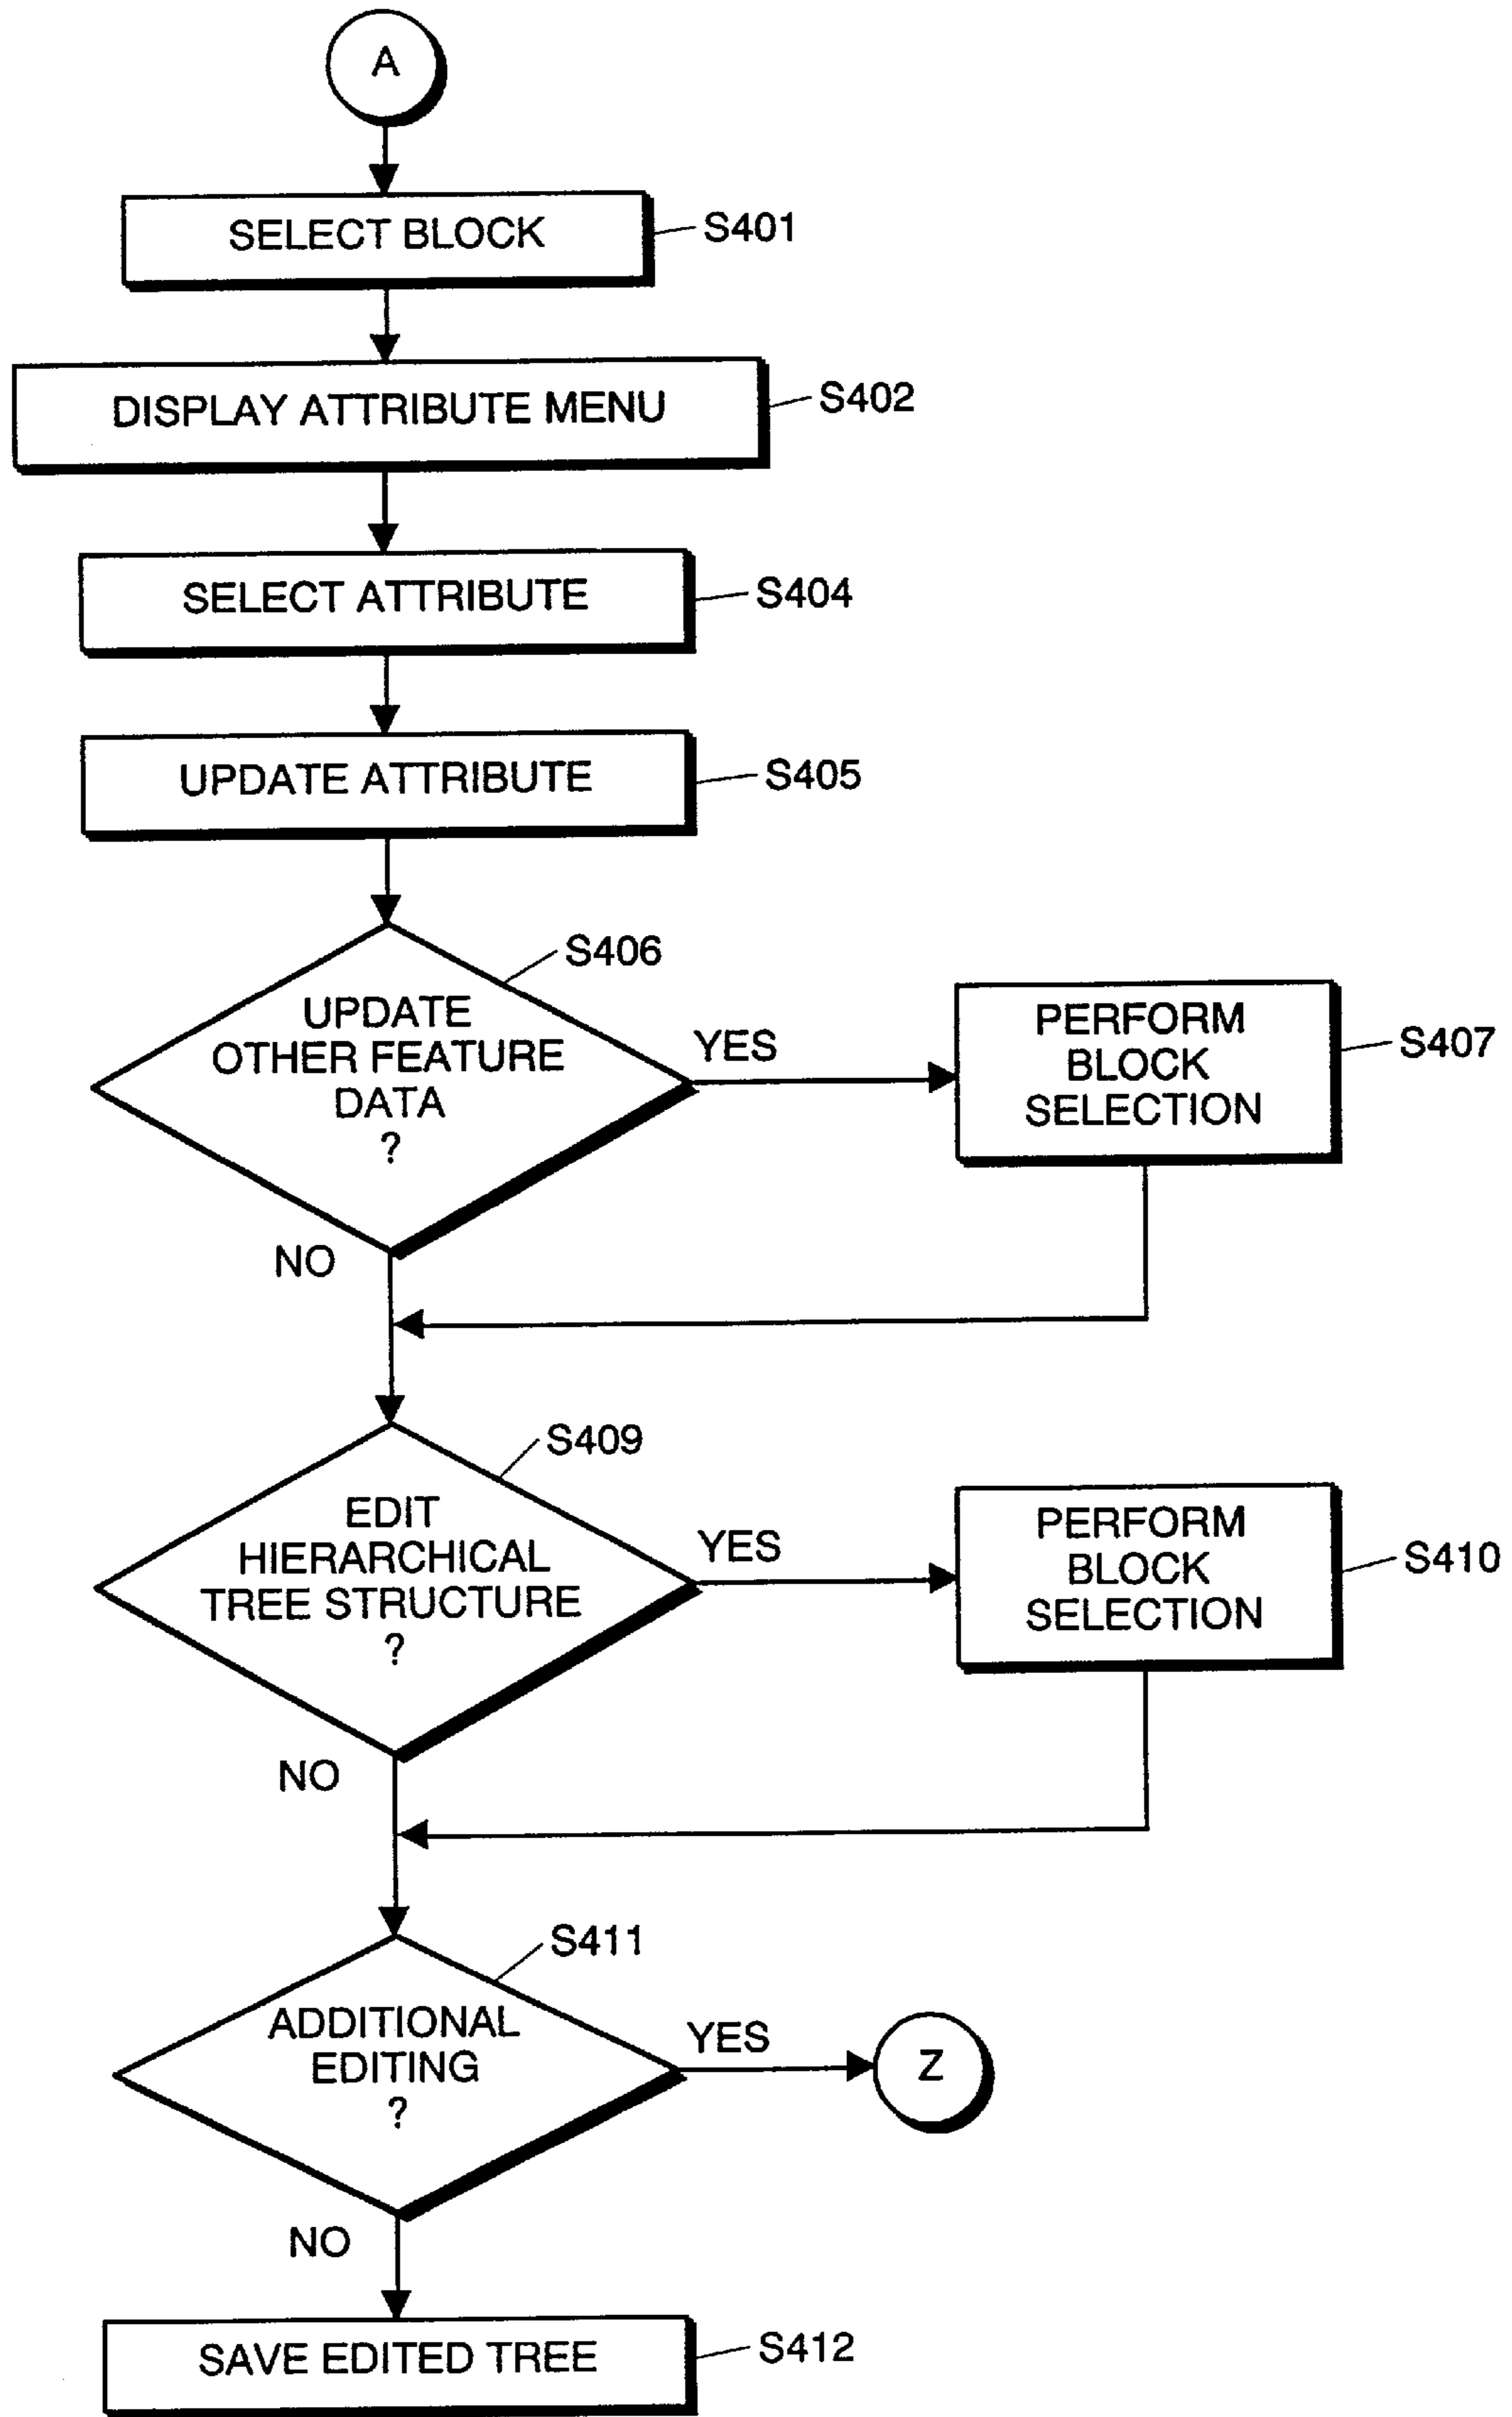 A
SELECT BLOCK
S401
DISPLAY ATTRIBUTE MENU
S402
SELECT ATTRIBUTE
S404
UPDATE ATTRIBUTE
S405
S406
UPDATE
OTHER FEATURE
DATA
?
YES
NO
PERFORM
BLOCK
SELECTION
S407
S409
EDIT
HIERARCHICAL
TREE STRUCTURE
?
YES
NO
PERFORM
BLOCK
SELECTION
S410
S411
ADDITIONAL
EDITING
?
YES
Z
NO
SAVE EDITED TREE
S412